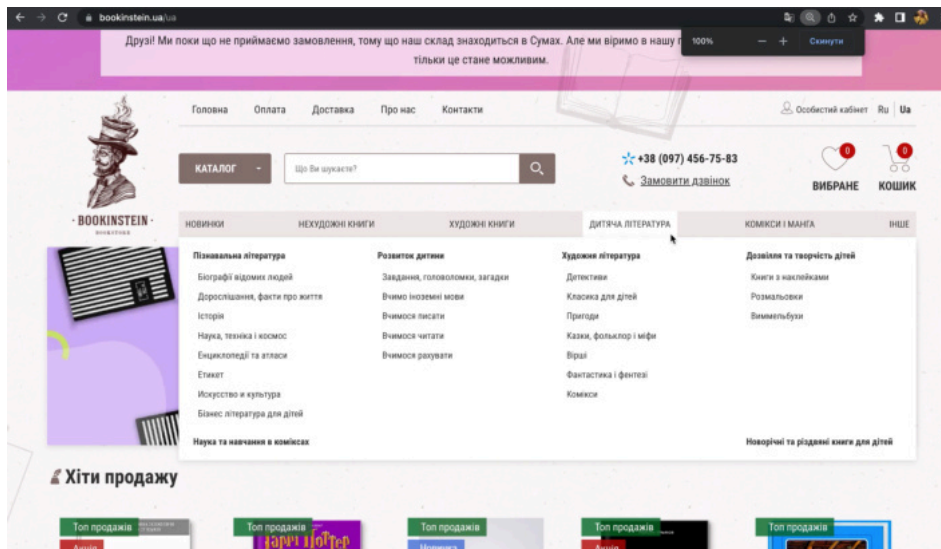 bookinstein.ua/ua
Друзі! Ми поки що не приймаємо замовлення, тому що наш склад знаходиться в Сумах. Але ми віримо в нашу
тільки це стане можливим.
100% − + Скинути
Головна Оплата Доставка Про нас Контакти
Особистий кабінет Ru Ua
КАТАЛОГ
Що Ви шукаєте?
+38 (097) 456-75-83
Замовити дзвінок
0
ВИБРАНЕ
0
КОШИК
· BOOKINSTEIN ·
BOOKSTORE
НОВИНКИ НЕХУДОЖНІ КНИГИ ХУДОЖНІ КНИГИ ДИТЯЧА ЛІТЕРАТУРА КОМІКСИ І МАНГА ІНШЕ
Пізнавальна література
Біографії відомих людей
Дорослішання, факти про життя
Історія
Наука, техніка і космос
Енциклопедії та атласи
Етикет
Искусство и культура
Бізнес література для дітей
Розвиток дитини
Завдання, головоломки, загадки
Вчимо іноземні мови
Вчимося писати
Вчимося читати
Вчимося рахувати
Художня література
Детективи
Класика для дітей
Пригоди
Казки, фольклор і міфи
Вірші
Фантастика і фентезі
Комікси
Дозвілля та творчість дітей
Книги з наклейками
Розмальовки
Виммельбухи
Наука та навчання в коміксах
Новорічні та різдвяні книги для дітей
Хіти продажу
Топ продажів Топ продажів Топ продажів Топ продажів Топ продажів
Акція
Гаррі Поттер
Новинка
Акція